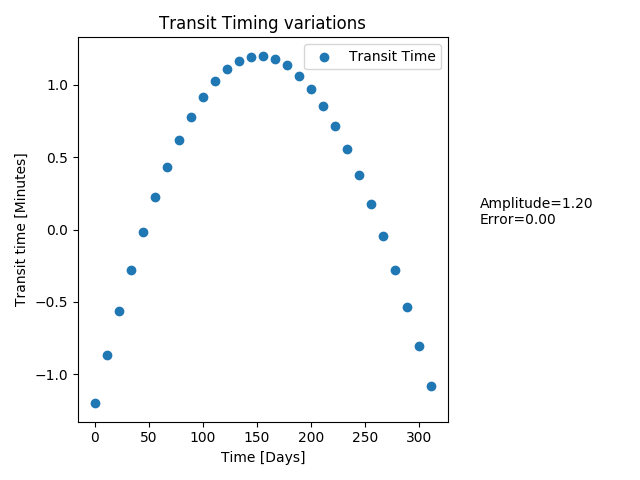 Transit Timing variations
Transit Time
1.0
0.5
0.0
−0.5
−1.0
Transit time [Minutes]
Amplitude=1.20
Error=0.00
0 50 100 150 200 250 300
Time [Days]